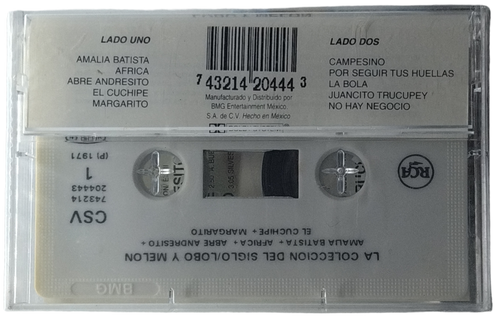 LADO UNO
AMALIA BATISTA
AFRICA
ABRE ANDRESITO
EL CUCHIPE
MARGARITO
7 43214 20444 3
Manufacturado y Distribuido por
BMG Entertainment México,
S.A. de C.V. Hecho en México
LADO DOS
CAMPESINO
POR SEGUIR TUS HUELLAS
LA BOLA
JUANCITO TRUCUPEY
NO HAY NEGOCIO
BMG
LA COLECCION DEL SIGLO/LOBO Y MELON
AMALIA BATISTA + AFRICA + ABRE ANDRESITO +
EL CUCHIPE + MARGARITO
CSV
743214
204443
1
(P) 1971
RCA